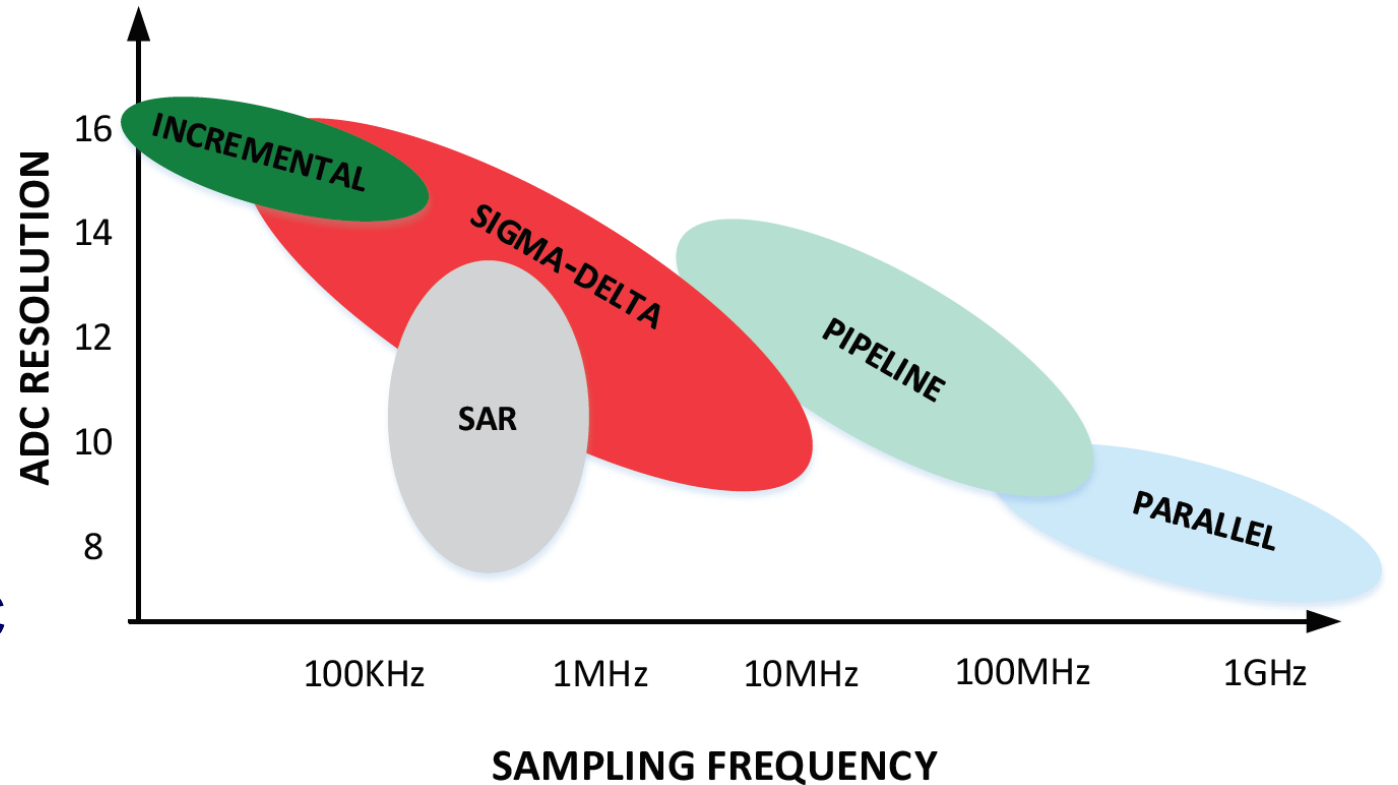 INCREMENTAL
16
14
12
10
8
ADC RESOLUTION
SIGMA-DELTA
SAR
PIPELINE
PARALLEL
100KHz 1MHz 10MHz 100MHz 1GHz
SAMPLING FREQUENCY